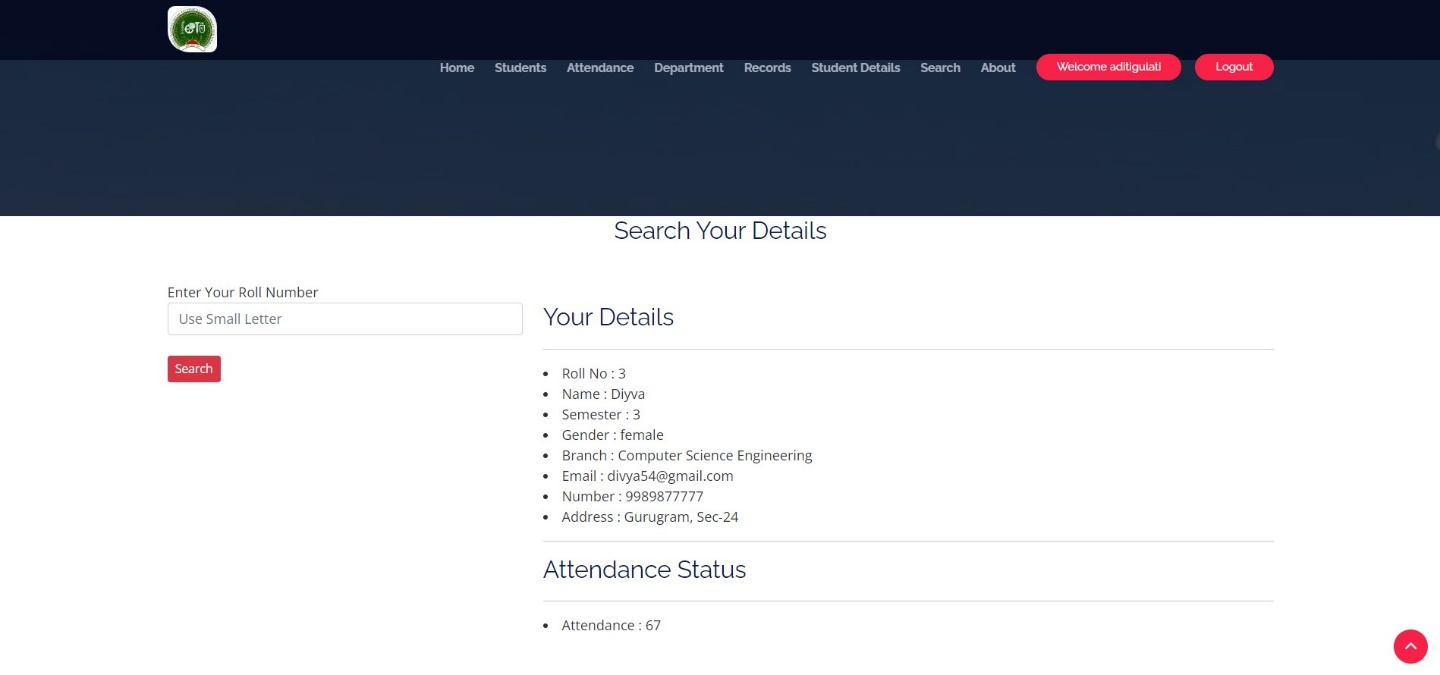 Home Students Attendance Department Records Student Details Search About Welcome aditigulati Logout
Search Your Details
Enter Your Roll Number
Use Small Letter
Search
Your Details
Roll No : 3
Name : Diyva
Semester : 3
Gender : female
Branch : Computer Science Engineering
Email : divya54@gmail.com
Number : 9989877777
Address : Gurugram, Sec-24
Attendance Status
Attendance : 67